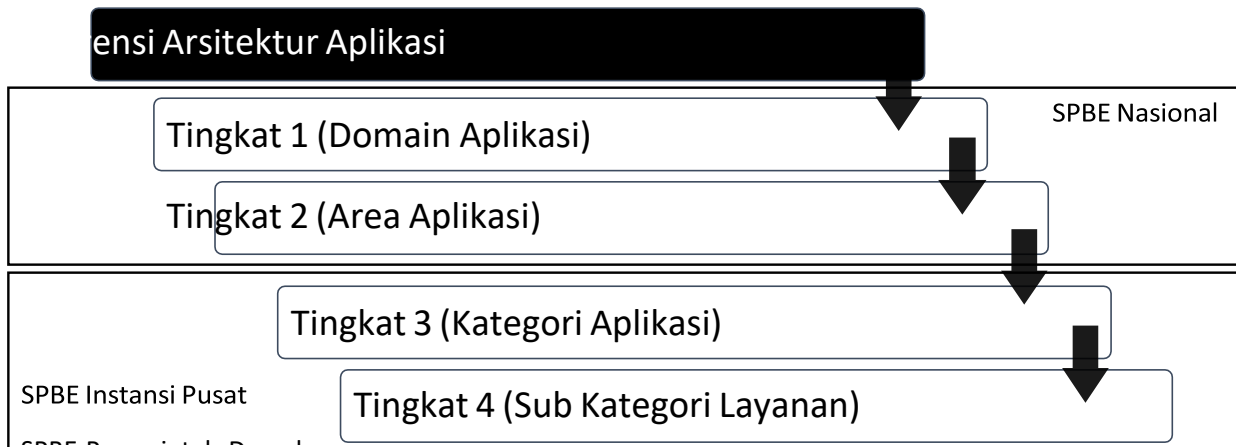 ensi Arsitektur Aplikasi
SPBE Nasional
Tingkat 1 (Domain Aplikasi)
Tingkat 2 (Area Aplikasi)
Tingkat 3 (Kategori Aplikasi)
SPBE Instansi Pusat
Tingkat 4 (Sub Kategori Layanan)
SPBE